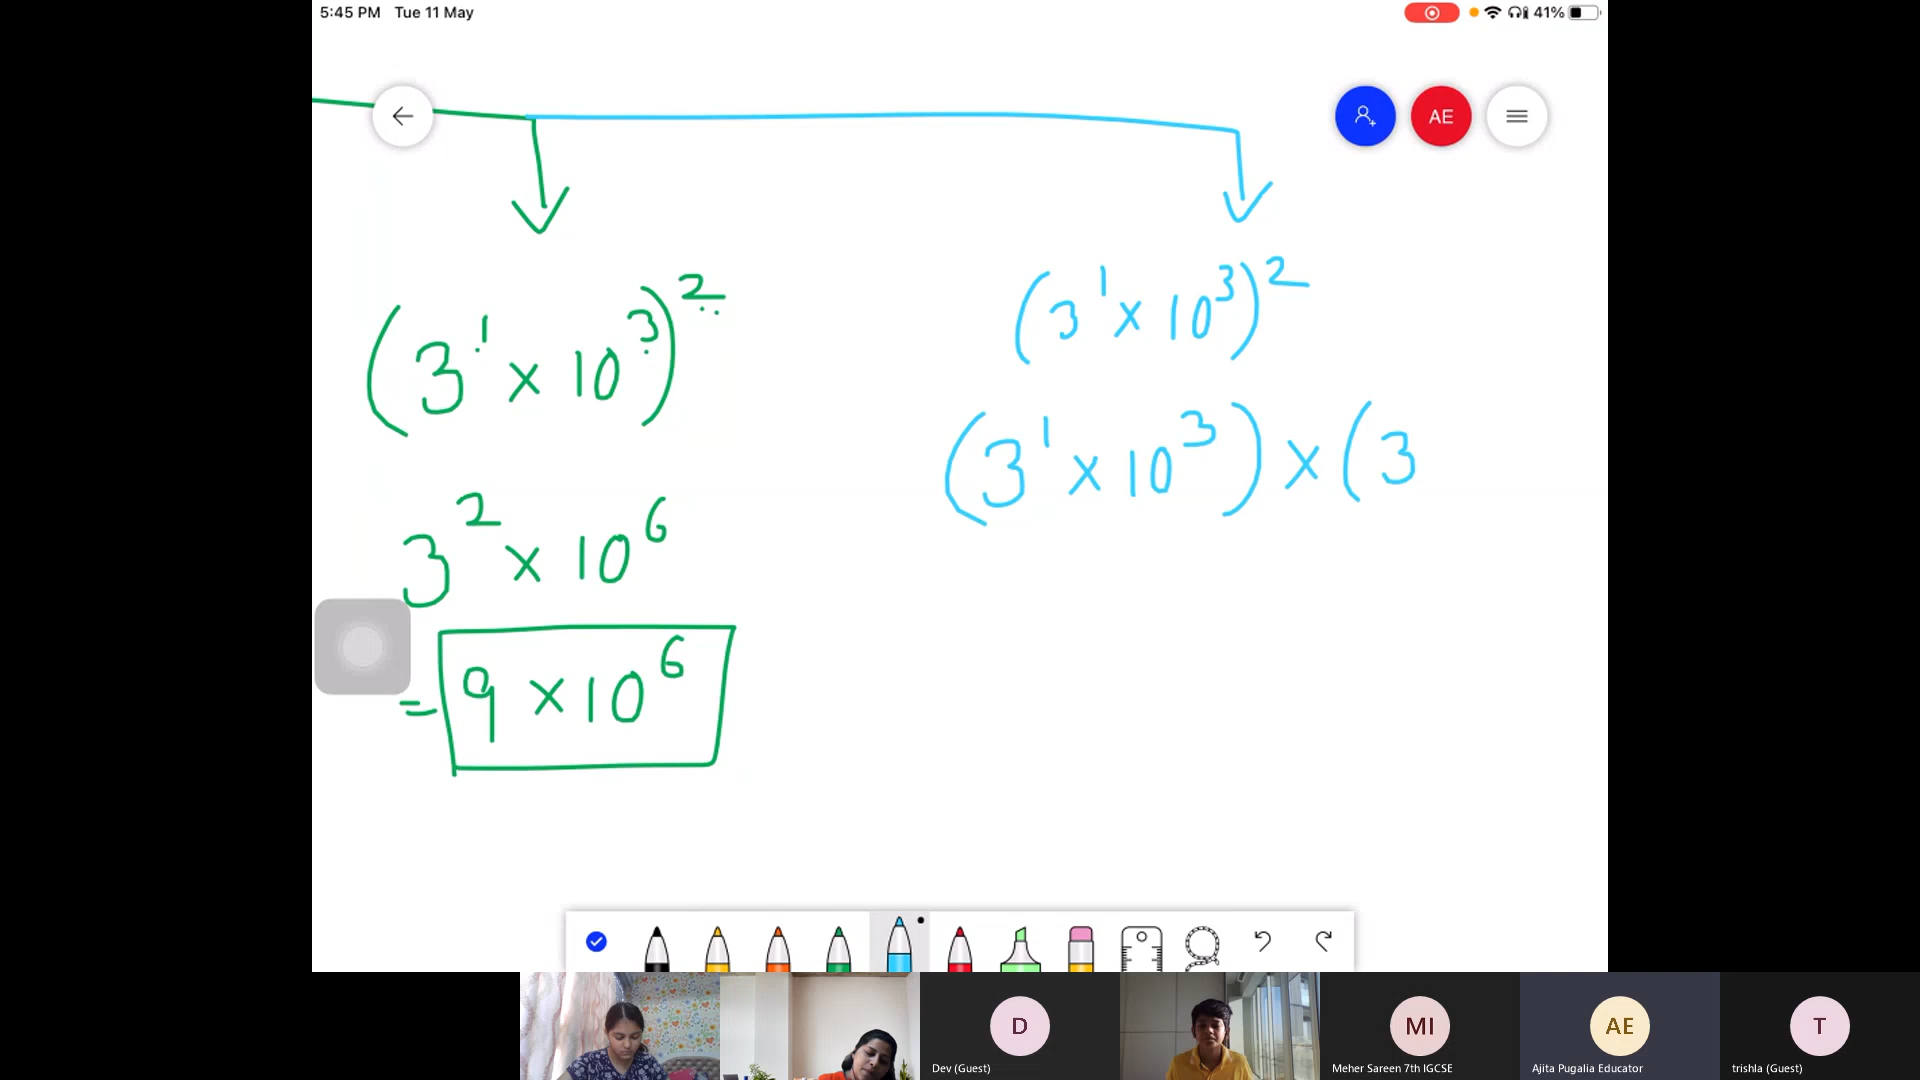 5:45 PM Tue 11 May
41%
AE
(3¹ × 10³)²
3² × 10⁶
= 9 × 10⁶
(3¹ × 10³)²
(3¹ × 10³) × (3
D
Dev (Guest)
MI
Meher Sareen 7th IGCSE
AE
Ajita Pugalia Educator
T
trishla (Guest)